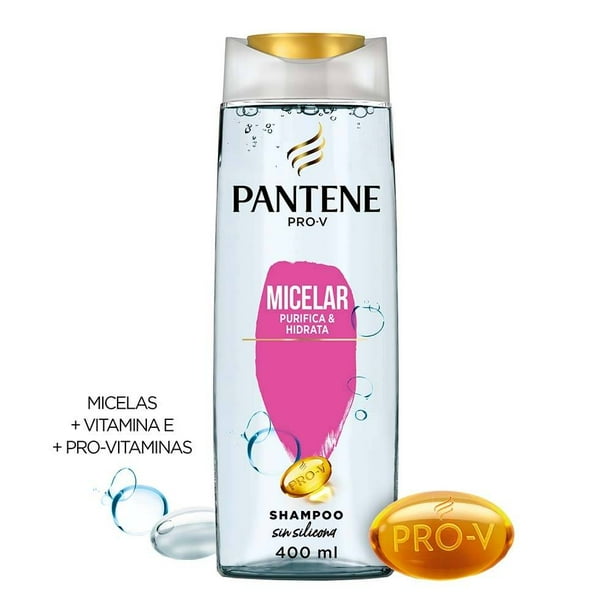 PANTENE
PRO-V
MICELAR
PURIFICA &
HIDRATA
MICELAS
+ VITAMINA E
+ PRO-VITAMINAS
PRO-V
SHAMPOO
sin silicona
400 ml
PRO-V